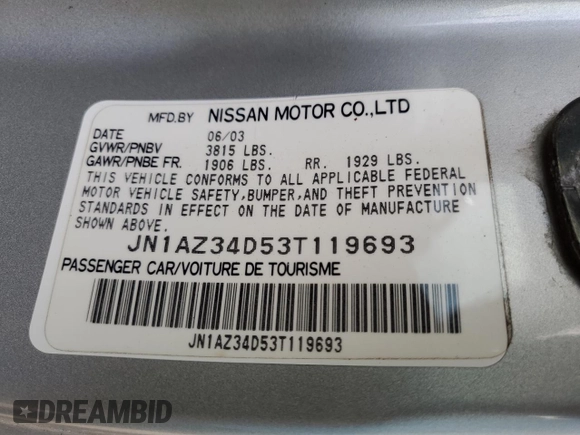 MFD.BY NISSAN MOTOR CO.,LTD
DATE 06/03
GVWR/PNBV 3815 LBS.
GAWR/PNBE FR. 1906 LBS. RR. 1929 LBS.
THIS VEHICLE CONFORMS TO ALL APPLICABLE FEDERAL
MOTOR VEHICLE SAFETY,BUMPER,AND THEFT PREVENTION
STANDARDS IN EFFECT ON THE DATE OF MANUFACTURE
SHOWN ABOVE.
JN1AZ34D53T119693
PASSENGER CAR/VOITURE DE TOURISME
JN1AZ34D53T119693
DREAMBID